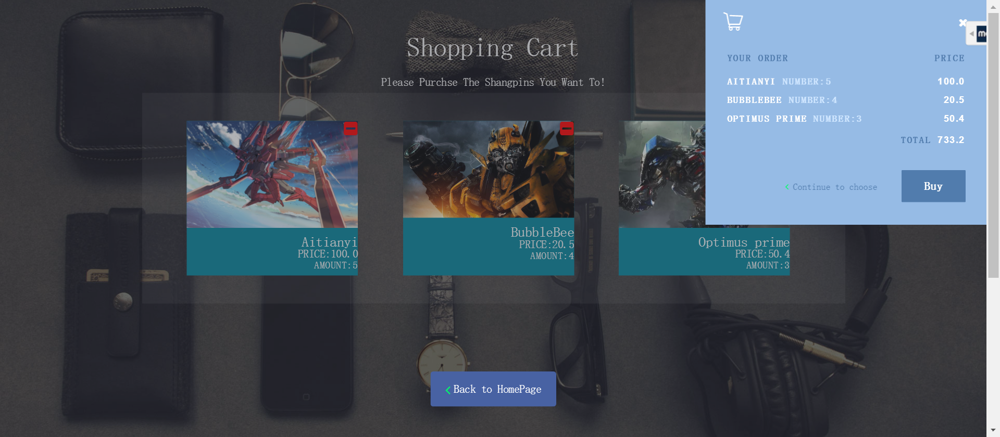 Shopping Cart
Please Purchse The Shangpins You Want To!
Aitianyi
PRICE:100.0
AMOUNT:5
BubbleBee
PRICE:20.5
AMOUNT:4
Optimus prime
PRICE:50.4
AMOUNT:3
Back to HomePage
YOUR ORDER PRICE
AITIANYI NUMBER:5 100.0
BUBBLEBEE NUMBER:4 20.5
OPTIMUS PRIME NUMBER:3 50.4
TOTAL 733.2
Continue to choose
Buy